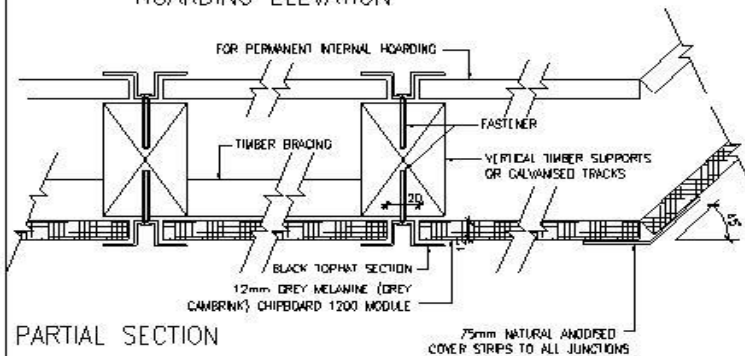 HOARDING ELEVATION
FOR PERMANENT INTERNAL HOARDING
FASTENER
TIMBER BRACING
VERTICAL TIMBER SUPPORTS
OR GALVANISED TRACKS
20
BLACK TOPHAT SECTION
12mm GREY MELAMINE (GREY
CAMBRINK) CHIPBOARD 1200 MODULE
PARTIAL SECTION
75mm NATURAL ANODISED
COVER STRIPS TO ALL JUNCTIONS